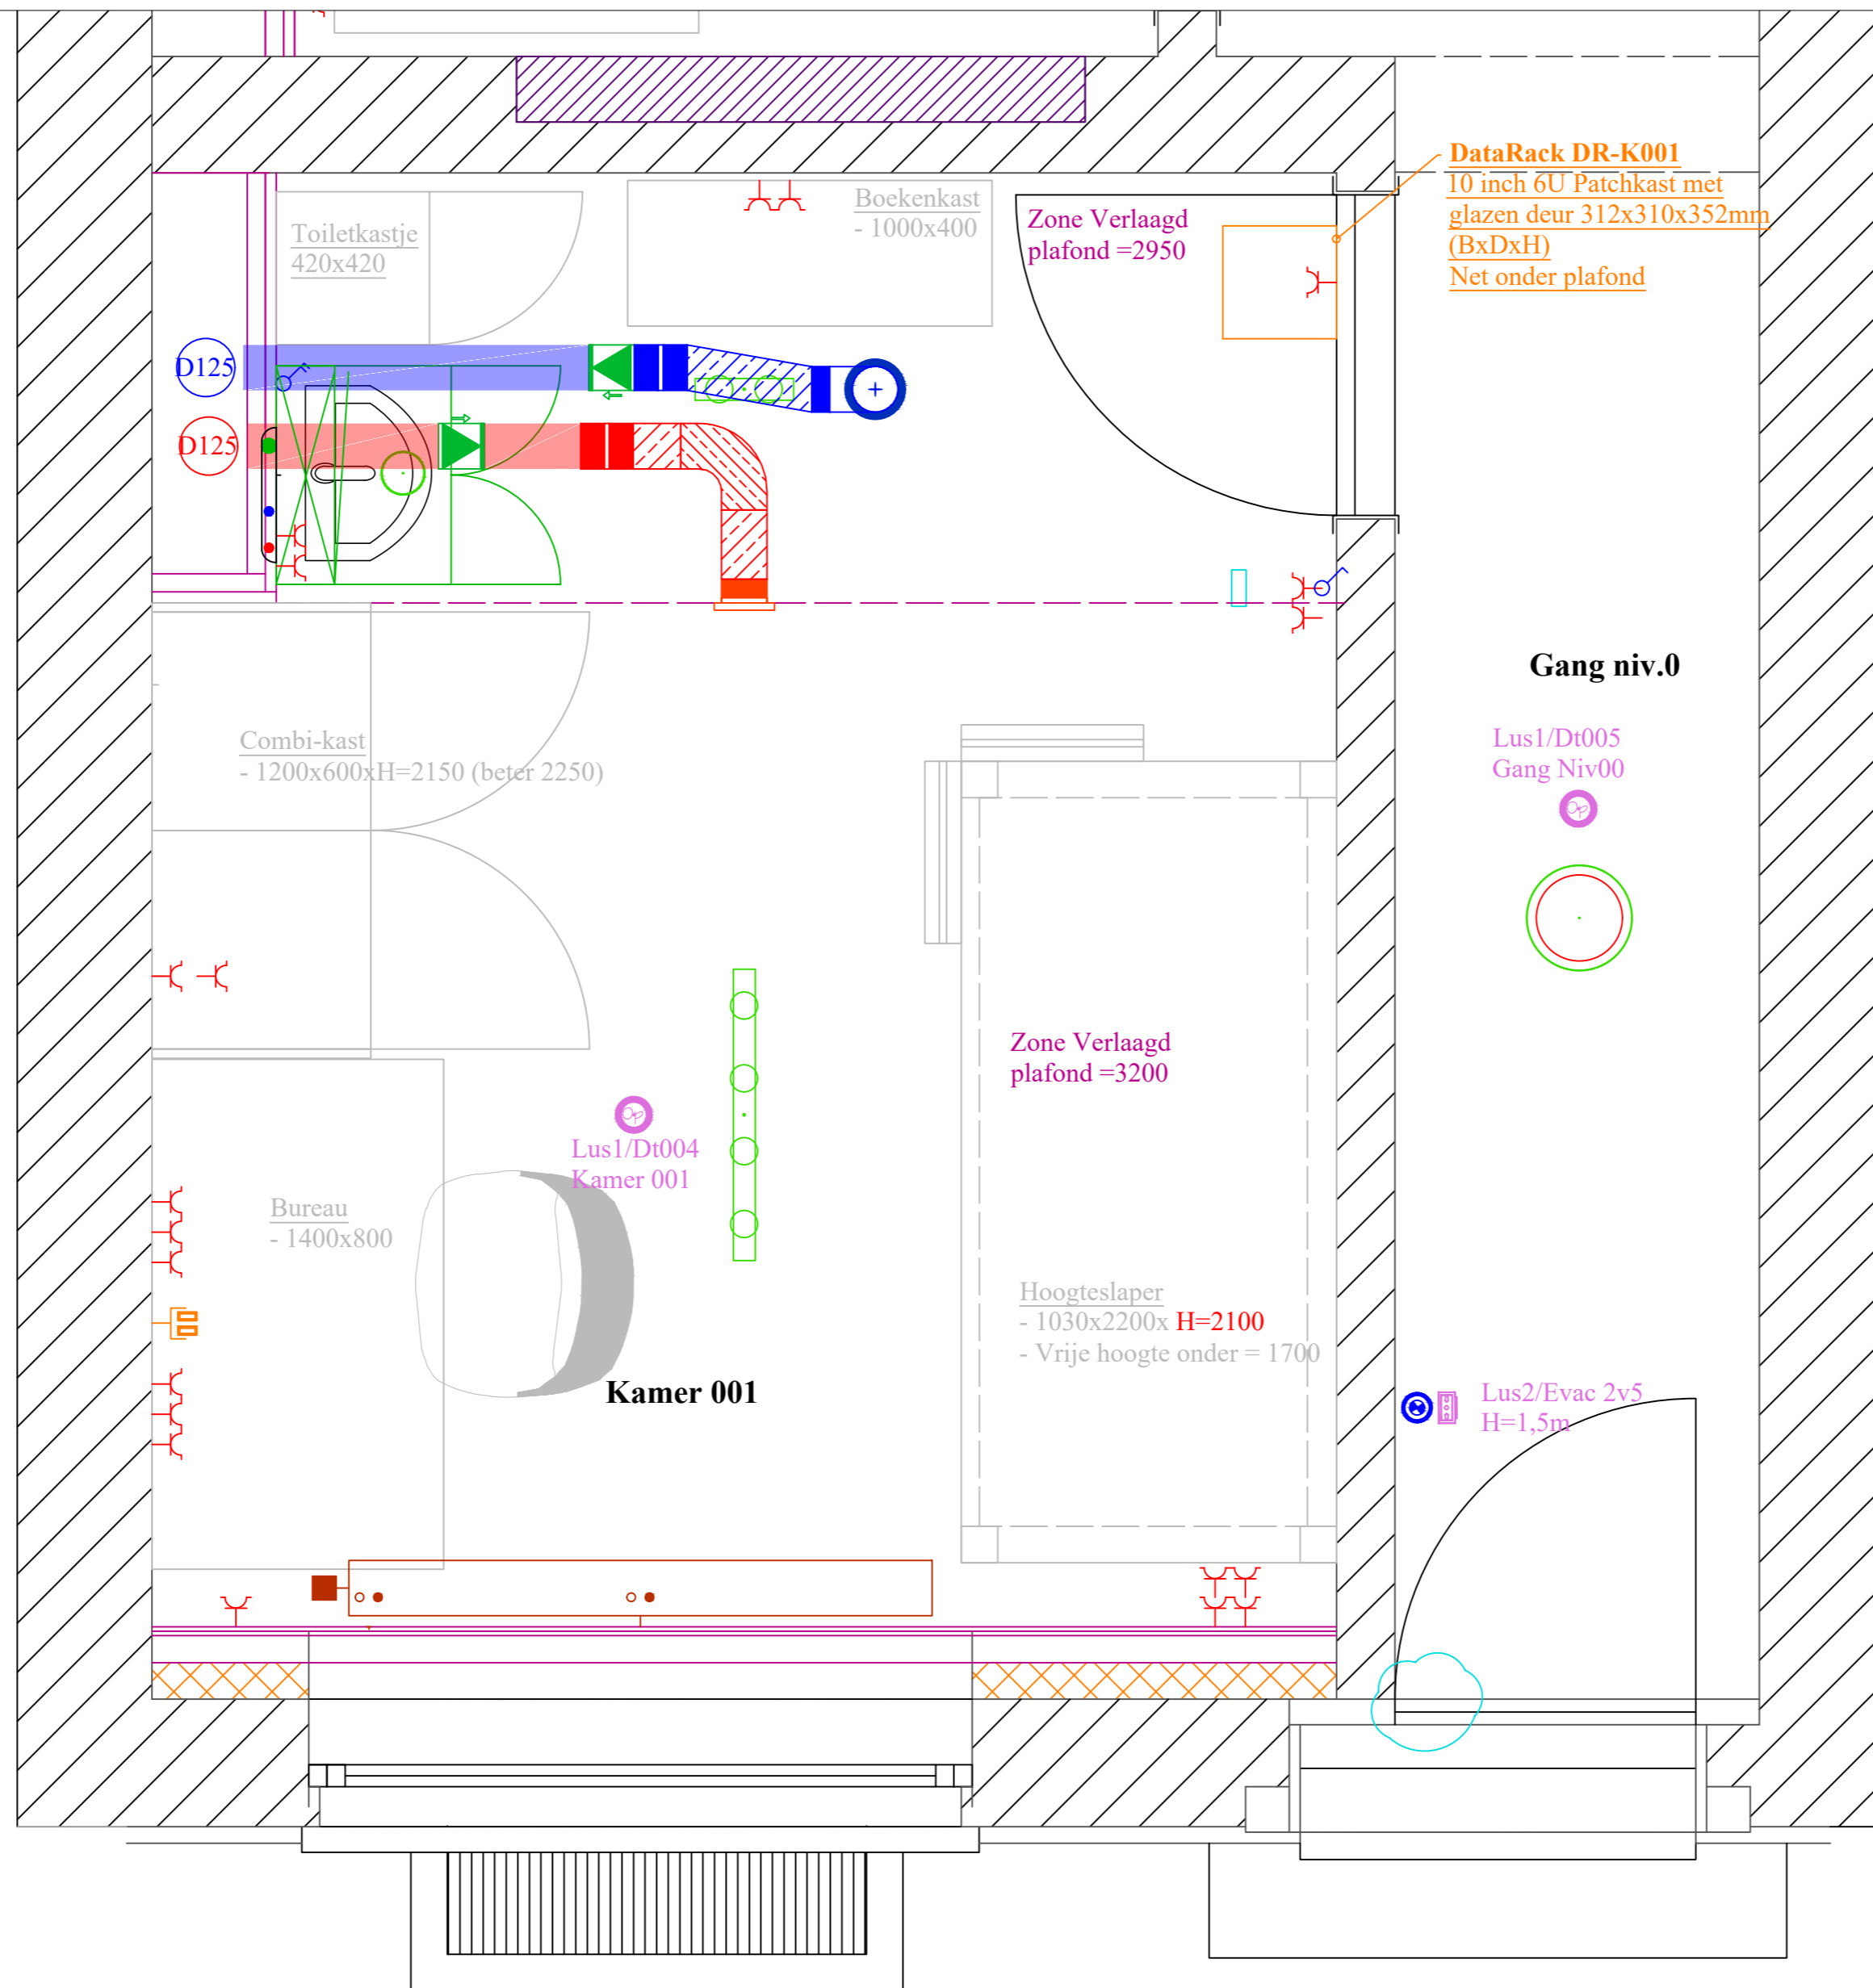 DataRack DR-K001
10 inch 6U Patchkast met
glazen deur 312x310x352mm
(BxDxH)
Net onder plafond
Toiletkastje
420x420
Boekenkast
- 1000x400
Zone Verlaagd
plafond =2950
D125
D125
Gang niv.0
Lus1/Dt005
Gang Niv00
Combi-kast
- 1200x600xH=2150 (beter 2250)
Zone Verlaagd
plafond =3200
Lus1/Dt004
Kamer 001
Bureau
- 1400x800
Hoogteslaper
- 1030x2200x H=2100
- Vrije hoogte onder = 1700
Kamer 001
Lus2/Evac 2v5
H=1,5m